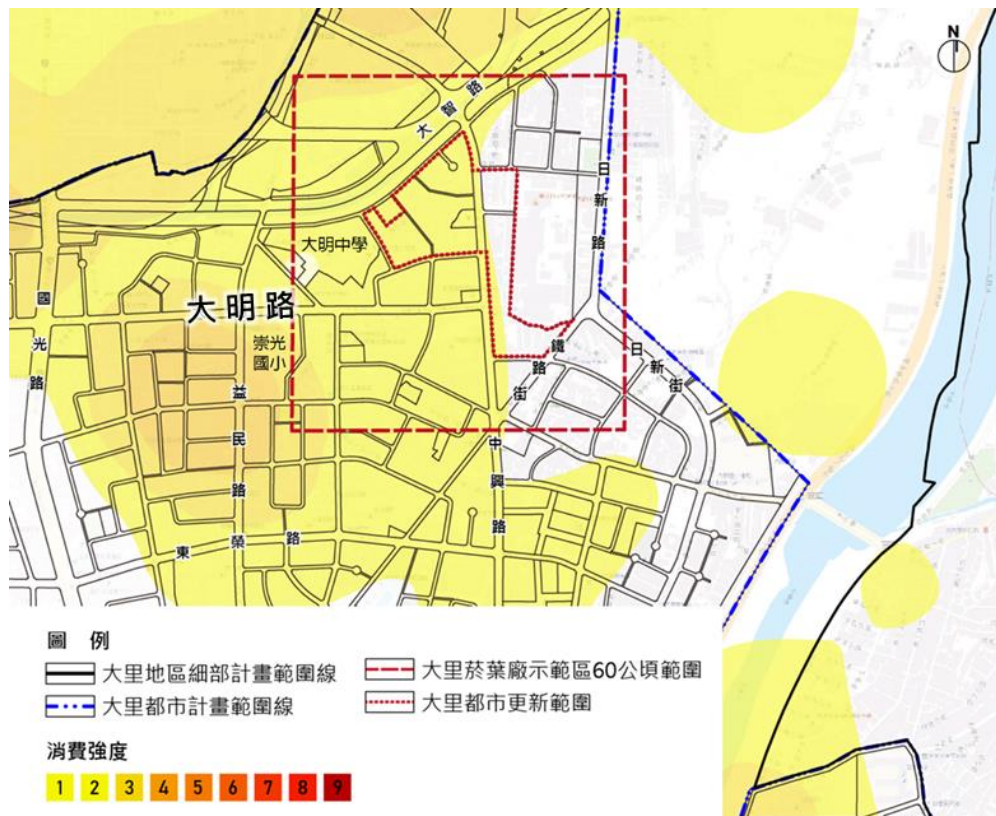 N
大智路
日新路
大明中學
大明路
國光路
崇光
國小
益民路
鐵路街
日新街
中興路
東榮路
圖 例
大里地區細部計畫範圍線
大里菸葉廠示範區60公頃範圍
大里都市計畫範圍線
大里都市更新範圍
消費強度
1 2 3 4 5 6 7 8 9